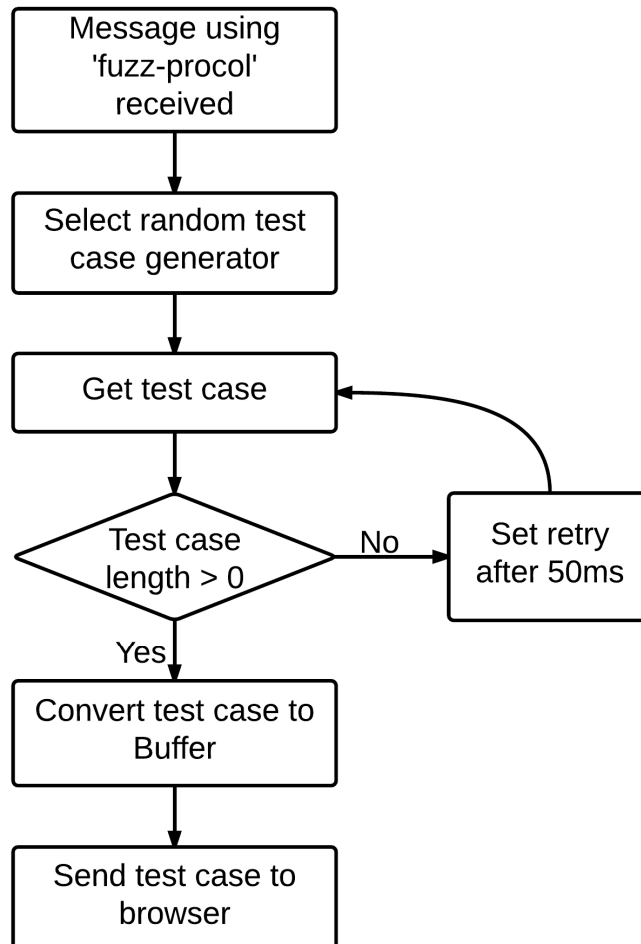 Message using
'fuzz-procol'
received
Select random test
case generator
Get test case
Test case
length > 0
No
Set retry
after 50ms
Yes
Convert test case to
Buffer
Send test case to
browser